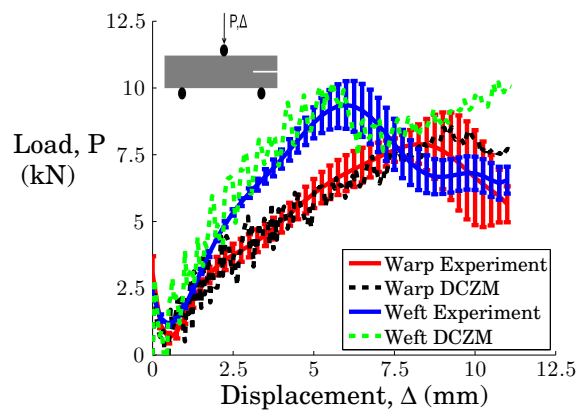 12.5
P,Δ
10
Load, P
(kN)
7.5
5
2.5
0
Warp Experiment
Warp DCZM
Weft Experiment
Weft DCZM
0 2.5 5 7.5 10 12.5
Displacement, Δ (mm)